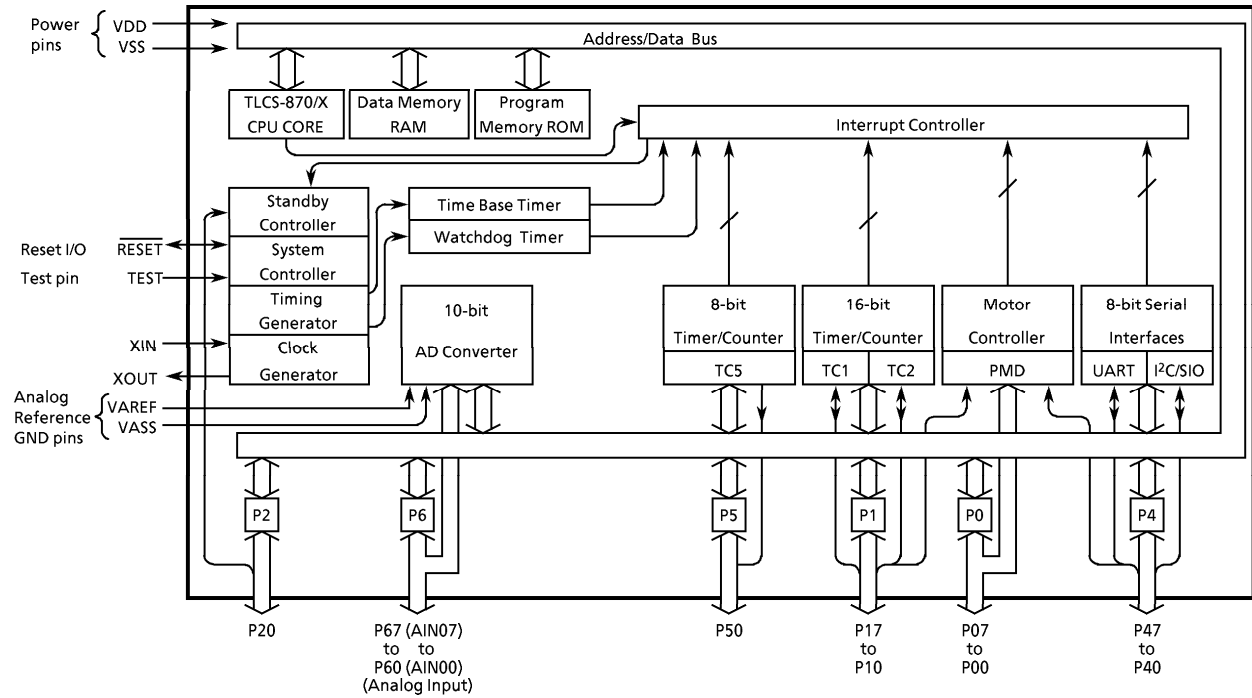 Power
pins
VDD
VSS
Address/Data Bus
TLCS-870/X
CPU CORE
Data Memory
RAM
Program
Memory ROM
Interrupt Controller
Standby
Controller
System
Controller
Timing
Generator
Clock
Generator
Time Base Timer
Watchdog Timer
Reset I/O
RESET
Test pin
TEST
XIN
XOUT
Analog
Reference
GND pins
VAREF
VASS
10-bit
AD Converter
8-bit
Timer/Counter
TC5
16-bit
Timer/Counter
TC1
TC2
Motor
Controller
PMD
8-bit Serial
Interfaces
UART
I²C/SIO
P2
P6
P5
P1
P0
P4
P20
P67 (AIN07)
to to
P60 (AIN00)
(Analog Input)
P50
P17
to
P10
P07
to
P00
P47
to
P40